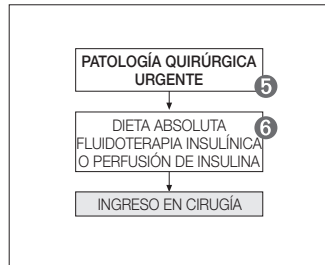 PATOLOGÍA QUIRÚRGICA
URGENTE
5
DIETA ABSOLUTA
6
FLUIDOTERAPIA INSULÍNICA
O PERFUSIÓN DE INSULINA
INGRESO EN CIRUGÍA